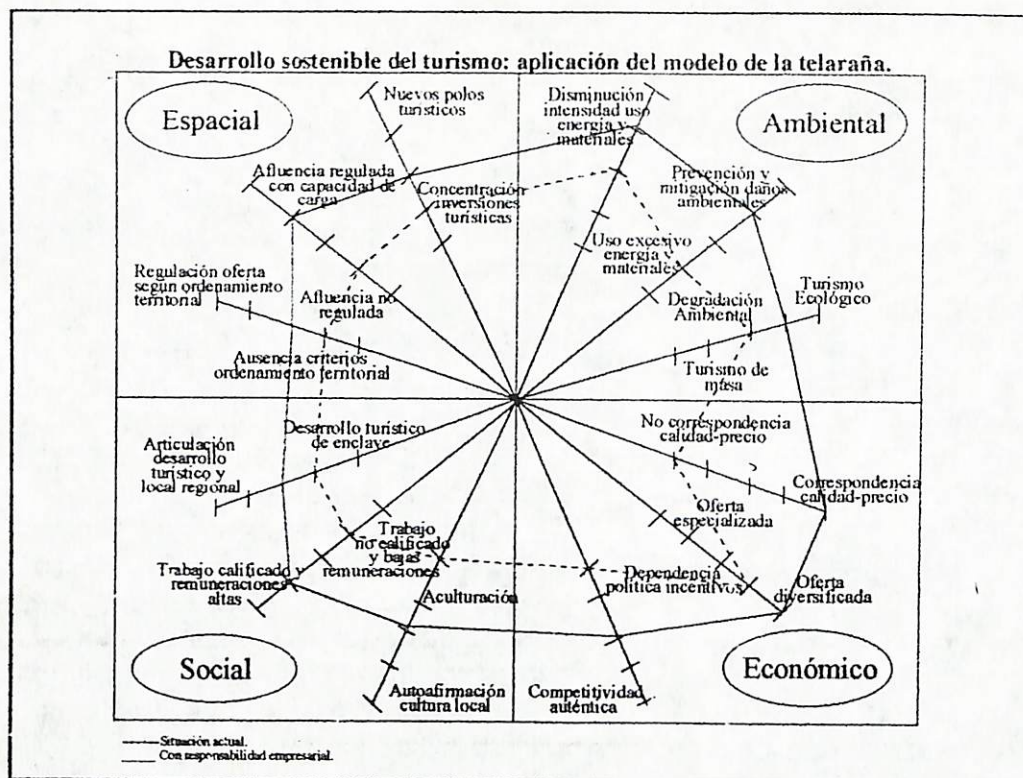 Desarrollo sostenible del turismo: aplicación del modelo de la telaraña.
Espacial
Nuevos polos
turísticos
Disminución
intensidad uso
energía y
materiales
Ambiental
Afluencia regulada
con capacidad de
carga
Concentración
inversiones
turísticas
Prevención y
mitigación daños
ambientales
Uso excesivo
energía y
materiales
Regulación oferta
según ordenamiento
territorial
Afluencia no
regulada
Degradación
Ambiental
Turismo
Ecológico
Ausencia criterios
ordenamiento territorial
Turismo de
masa
Desarrollo turístico
de enclave
No correspondencia
calidad-precio
Articulación
desarrollo
turístico y
local regional
Correspondencia
calidad-precio
Oferta
especializada
Trabajo
no calificado
y bajas
remuneraciones
Trabajo calificado y
remuneraciones
altas
Dependencia
política incentivos
Oferta
diversificada
Aculturación
Social
Económico
Autoafirmación
cultura local
Competitividad
auténtica
Situación actual.
Con responsabilidad empresarial.